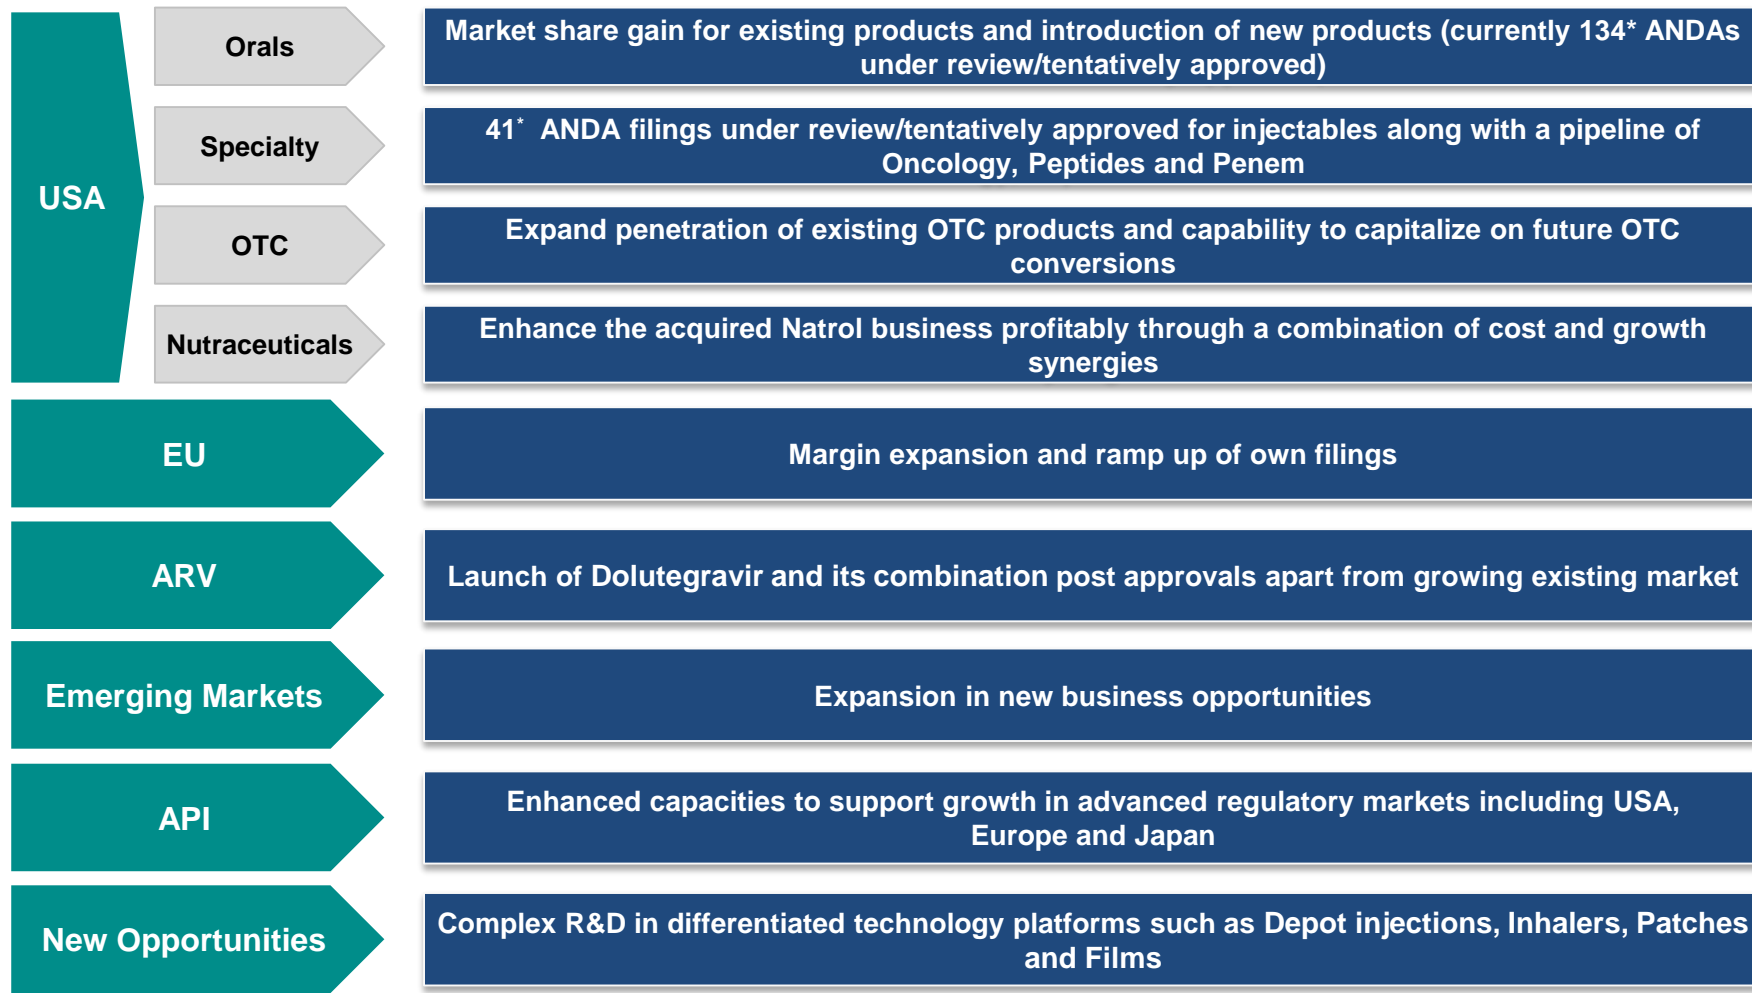 USA
Orals
Market share gain for existing products and introduction of new products (currently 134* ANDAs
under review/tentatively approved)
Specialty
41* ANDA filings under review/tentatively approved for injectables along with a pipeline of
Oncology, Peptides and Penem
OTC
Expand penetration of existing OTC products and capability to capitalize on future OTC
conversions
Nutraceuticals
Enhance the acquired Natrol business profitably through a combination of cost and growth
synergies
EU
Margin expansion and ramp up of own filings
ARV
Launch of Dolutegravir and its combination post approvals apart from growing existing market
Emerging Markets
Expansion in new business opportunities
API
Enhanced capacities to support growth in advanced regulatory markets including USA,
Europe and Japan
New Opportunities
Complex R&D in differentiated technology platforms such as Depot injections, Inhalers, Patches
and Films